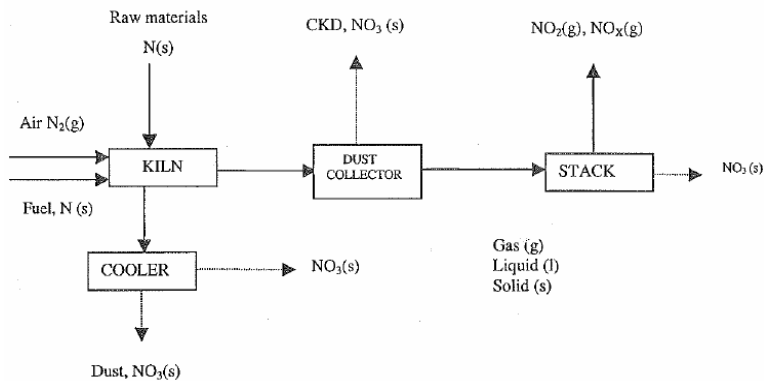 Raw materials
N(s)
CKD, NO₃ (s)
NO₂(g), NOₓ(g)
Air N₂(g)
KILN
DUST
COLLECTOR
STACK
NO₃(s)
Fuel, N (s)
COOLER
NO₃(s)
Gas (g)
Liquid (l)
Solid (s)
Dust, NO₃(s)